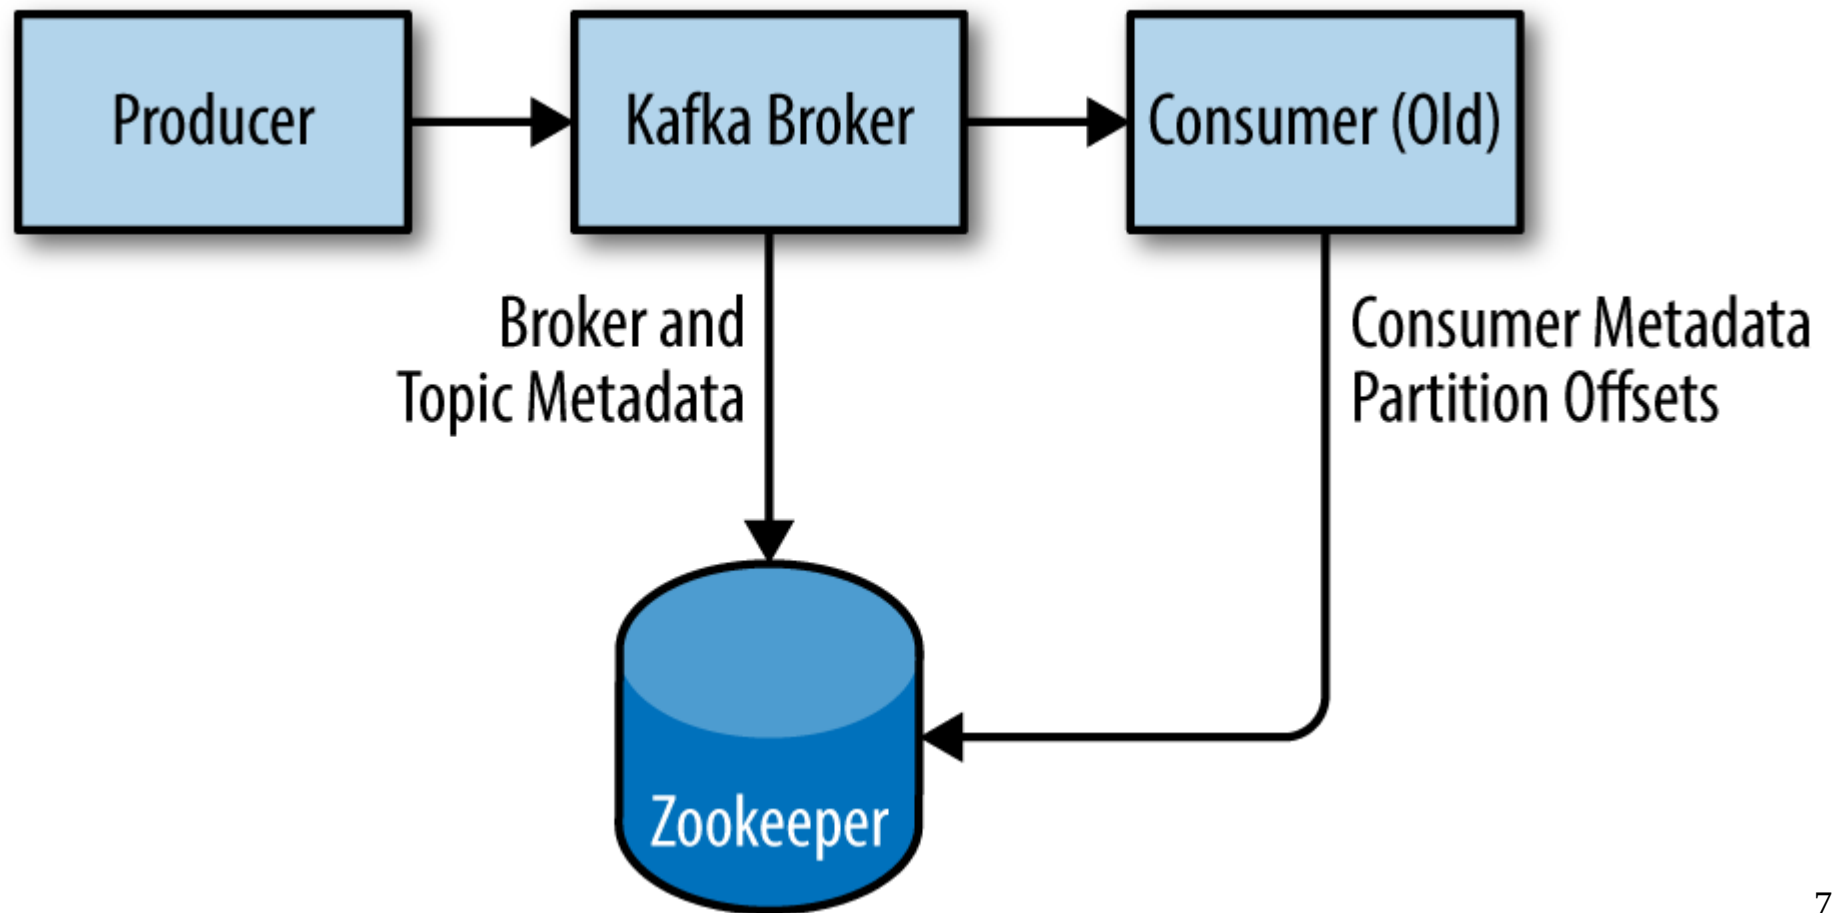 Producer
Kafka Broker
Consumer (Old)
Broker and
Topic Metadata
Consumer Metadata
Partition Offsets
Zookeeper
7